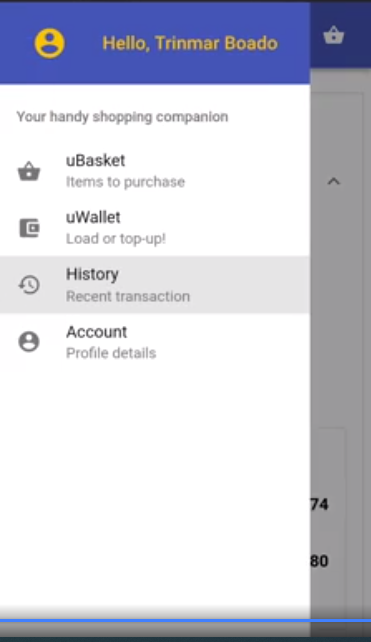 Hello, Trinmar Boado
Your handy shopping companion
uBasket
Items to purchase
uWallet
Load or top-up!
History
Recent transaction
Account
Profile details
74
80